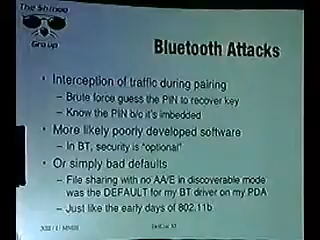 The Shmoo
Group
Bluetooth Attacks
• Interception of traffic during pairing
– Brute force guess the PIN to recover key
– Know the PIN b/c it's imbedded
• More likely poorly developed software
– In BT, security is "optional"
• Or simply bad defaults
– File sharing with no AA/E in discoverable mode
was the DEFAULT for my BT driver on my PDA
– Just like the early days of 802.11b